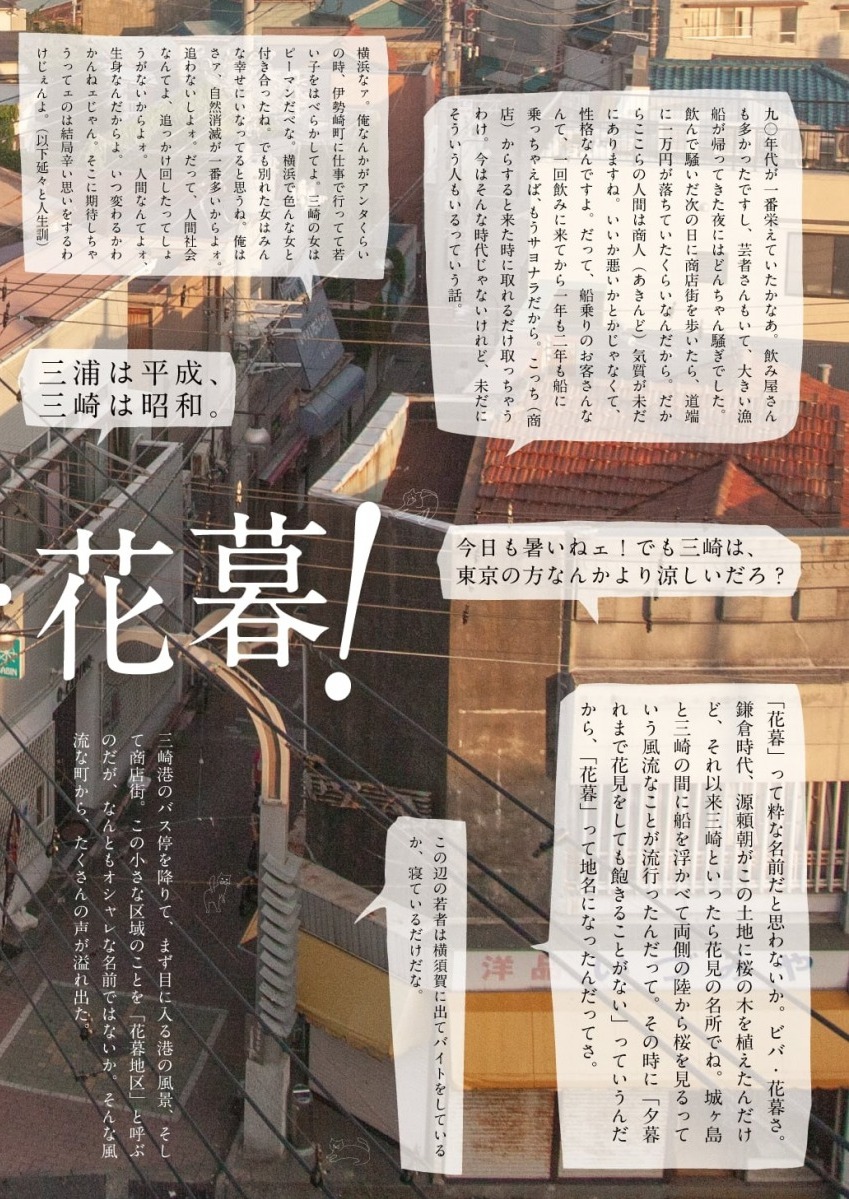 九〇年代が一番栄えていたかなあ。飲み屋さん
も多かったですし、芸者さんもいて、大きい漁
船が帰ってきた夜にはどんちゃん騒ぎでした。
飲んで騒いだ次の日に商店街を歩いたら、道端
に一万円が落ちていたくらいなんだから。だか
らここらの人間は商人（あきんど）気質が未だ
にありますね。いいか悪いかとかじゃなくて、
性格なんですよ。だって、船乗りのお客さんな
んて、一回飲みに来てから一年も二年も船に
乗っちゃえば、もうサヨナラだから。こっち（商
店）からすると来た時に取れるだけ取っちゃう
わけ。今はそんな時代じゃないけれど、未だに
そういう人もいるっていう話。
横浜なァ。俺なんかがアンタくらい
の時、伊勢崎町に仕事で行ってて若
い子をはべらかしてよ。三崎の女は
ピーマンだべな。横浜で色んな女と
付き合ったね。でも別れた女はみん
な幸せにいなってると思うね。俺は
さァ、自然消滅が一番多いからよォ。
追わないしよォ。だって、人間社会
なんてよ、追っかけ回したってしょ
うがないからよォ。人間なんてよォ、
生身なんだからよ。いつ変わるかわ
かんねェじゃん。そこに期待しちゃ
うってェのは結局辛い思いをするわ
けじぇんよ。（以下延々と人生訓）
三浦は平成、
三崎は昭和。
今日も暑いねェ！でも三崎は、
東京の方なんかより涼しいだろ？
花暮！
「花暮」って粋な名前だと思わないか。ビバ・花暮さ。
鎌倉時代、源頼朝がこの土地に桜の木を植えたんだけ
ど、それ以来三崎といったら花見の名所でね。城ヶ島
と三崎の間に船を浮かべて両側の陸から桜を見るって
いう風流なことが流行ったんだって。その時に「夕暮
れまで花見をしても飽きることがない」っていうんだ
から、「花暮」って地名になったんだってさ。
この辺の若者は横須賀に出てバイトをしている
か、寝ているだけだな。
三崎港のバス停を降りて、まず目に入る港の風景、そし
て商店街。この小さな区域のことを「花暮地区」と呼ぶ
のだが、なんともオシャレな名前ではないか。そんな風
流な町から、たくさんの声が溢れ出た。